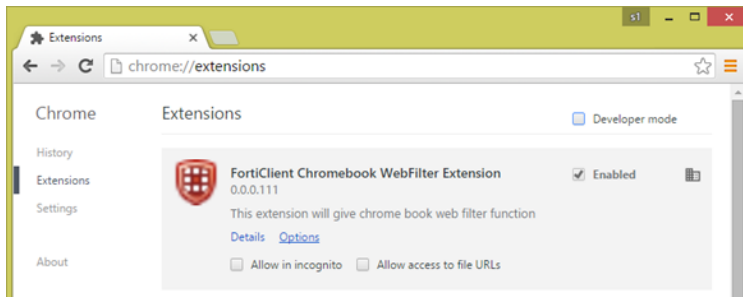 s1
Extensions
chrome://extensions
Chrome
Extensions
Developer mode
History
Extensions
Settings
About
FortiClient Chromebook WebFilter Extension
Enabled
0.0.0.111
This extension will give chrome book web filter function
Details Options
Allow in incognito Allow access to file URLs